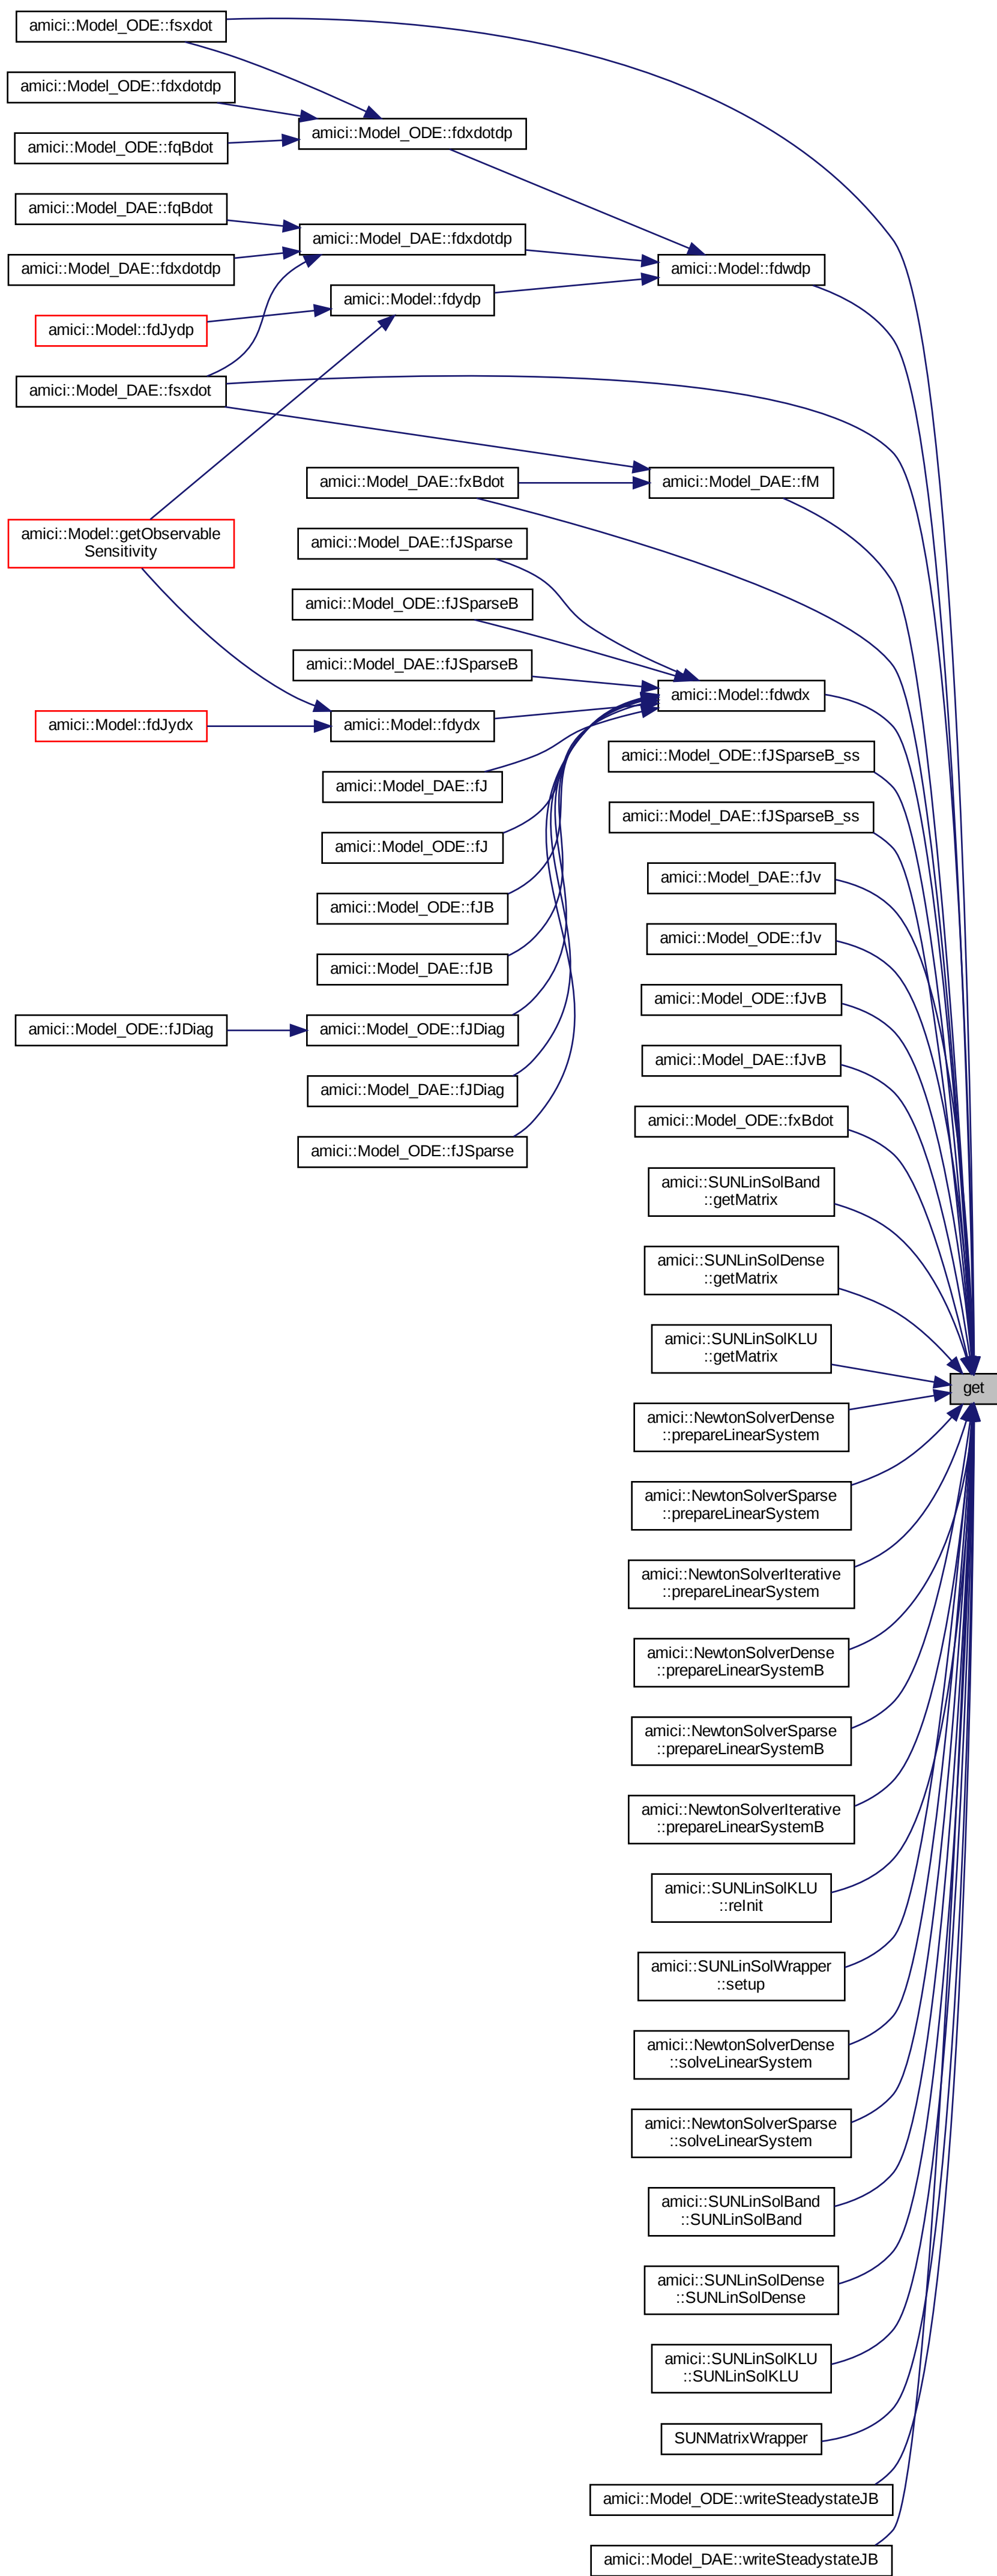 amici::Model_ODE::fsxdot
amici::Model_ODE::fdxdotdp
amici::Model_ODE::fdxdotdp
amici::Model_ODE::fqBdot
amici::Model_DAE::fqBdot
amici::Model_DAE::fdxdotdp
amici::Model_DAE::fdxdotdp
amici::Model::fdwdp
amici::Model::fdydp
amici::Model::fdJydp
amici::Model_DAE::fsxdot
amici::Model_DAE::fxBdot
amici::Model_DAE::fM
amici::Model::getObservable
Sensitivity
amici::Model_DAE::fJSparse
amici::Model_ODE::fJSparseB
amici::Model_DAE::fJSparseB
amici::Model::fdwdx
amici::Model::fdJydx
amici::Model::fdydx
amici::Model_ODE::fJSparseB_ss
amici::Model_DAE::fJ
amici::Model_DAE::fJSparseB_ss
amici::Model_ODE::fJ
amici::Model_DAE::fJv
amici::Model_ODE::fJB
amici::Model_ODE::fJv
amici::Model_DAE::fJB
amici::Model_ODE::fJvB
amici::Model_ODE::fJDiag
amici::Model_ODE::fJDiag
amici::Model_DAE::fJvB
amici::Model_DAE::fJDiag
amici::Model_ODE::fxBdot
amici::Model_ODE::fJSparse
amici::SUNLinSolBand
::getMatrix
amici::SUNLinSolDense
::getMatrix
amici::SUNLinSolKLU
::getMatrix
get
amici::NewtonSolverDense
::prepareLinearSystem
amici::NewtonSolverSparse
::prepareLinearSystem
amici::NewtonSolverIterative
::prepareLinearSystem
amici::NewtonSolverDense
::prepareLinearSystemB
amici::NewtonSolverSparse
::prepareLinearSystemB
amici::NewtonSolverIterative
::prepareLinearSystemB
amici::SUNLinSolKLU
::reInit
amici::SUNLinSolWrapper
::setup
amici::NewtonSolverDense
::solveLinearSystem
amici::NewtonSolverSparse
::solveLinearSystem
amici::SUNLinSolBand
::SUNLinSolBand
amici::SUNLinSolDense
::SUNLinSolDense
amici::SUNLinSolKLU
::SUNLinSolKLU
SUNMatrixWrapper
amici::Model_ODE::writeSteadystateJB
amici::Model_DAE::writeSteadystateJB